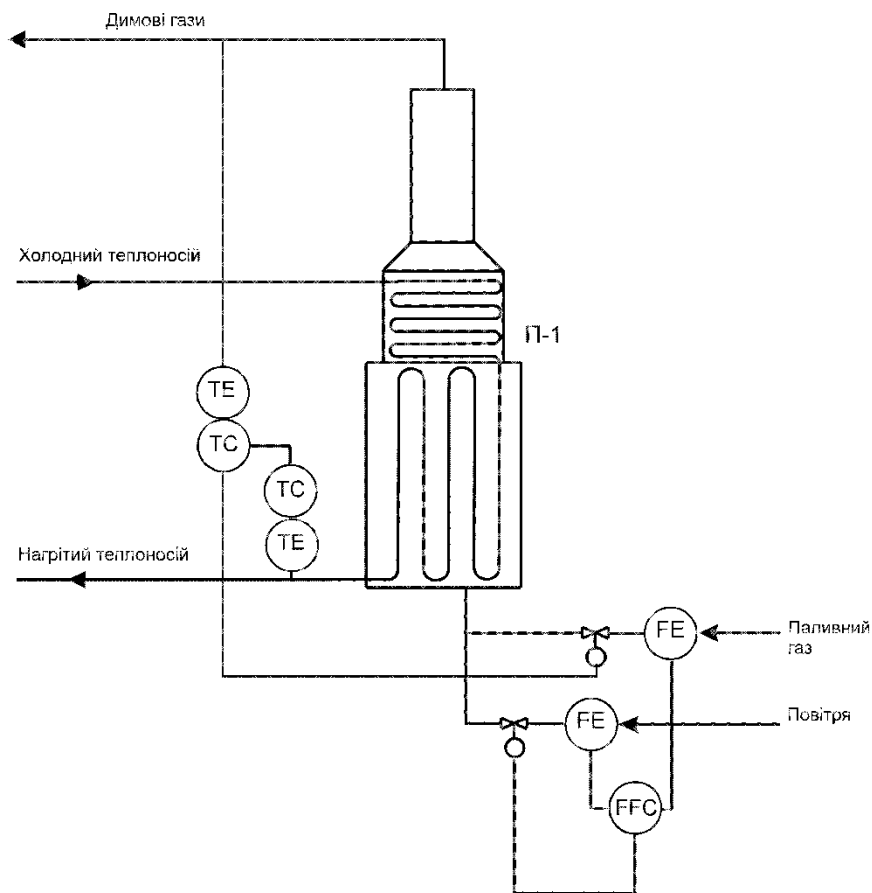 Димові гази
Холодний теплоносій
П-1
TE
TC
TC
TE
Нагрітий теплоносій
FE
Паливний
газ
FE
Повітря
FFC